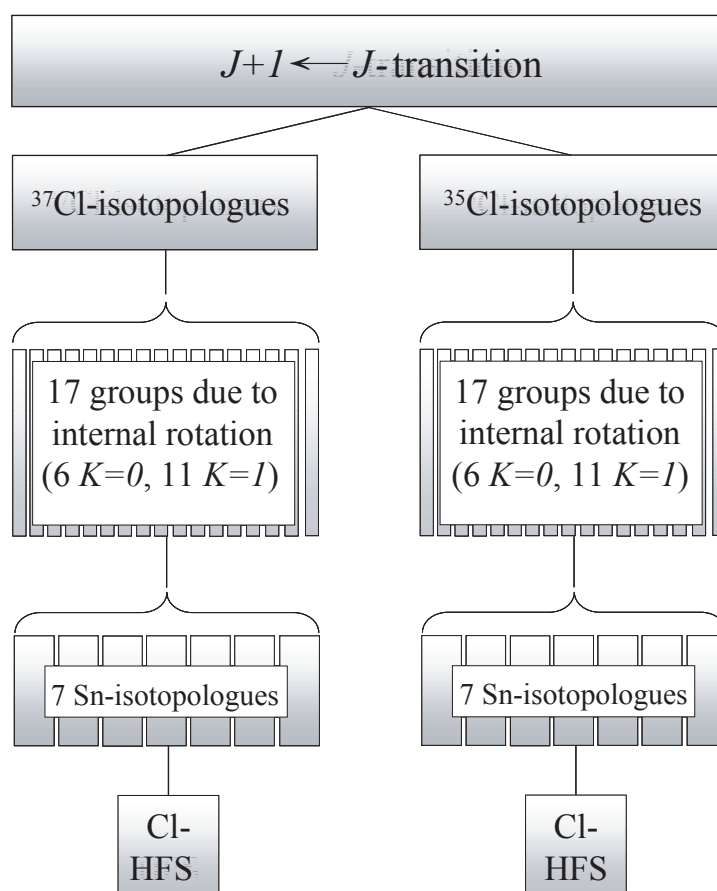 J+1 ← J-transition
³⁷Cl-isotopologues
³⁵Cl-isotopologues
17 groups due to
internal rotation
(6 K=0, 11 K=1)
17 groups due to
internal rotation
(6 K=0, 11 K=1)
7 Sn-isotopologues
7 Sn-isotopologues
Cl-
HFS
Cl-
HFS